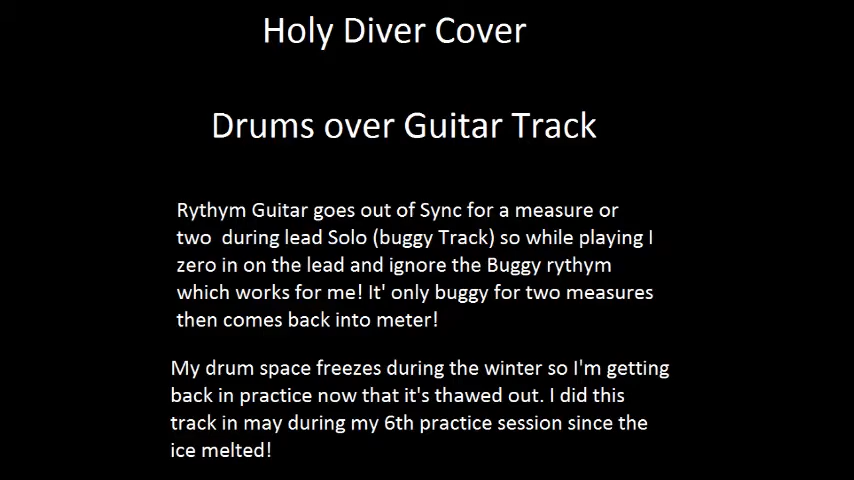 Holy Diver Cover
Drums over Guitar Track
Rythym Guitar goes out of Sync for a measure or
two  during lead Solo (buggy Track) so while playing I
zero in on the lead and ignore the Buggy rythym
which works for me! It' only buggy for two measures
then comes back into meter!
My drum space freezes during the winter so I'm getting
back in practice now that it's thawed out. I did this
track in may during my 6th practice session since the
ice melted!